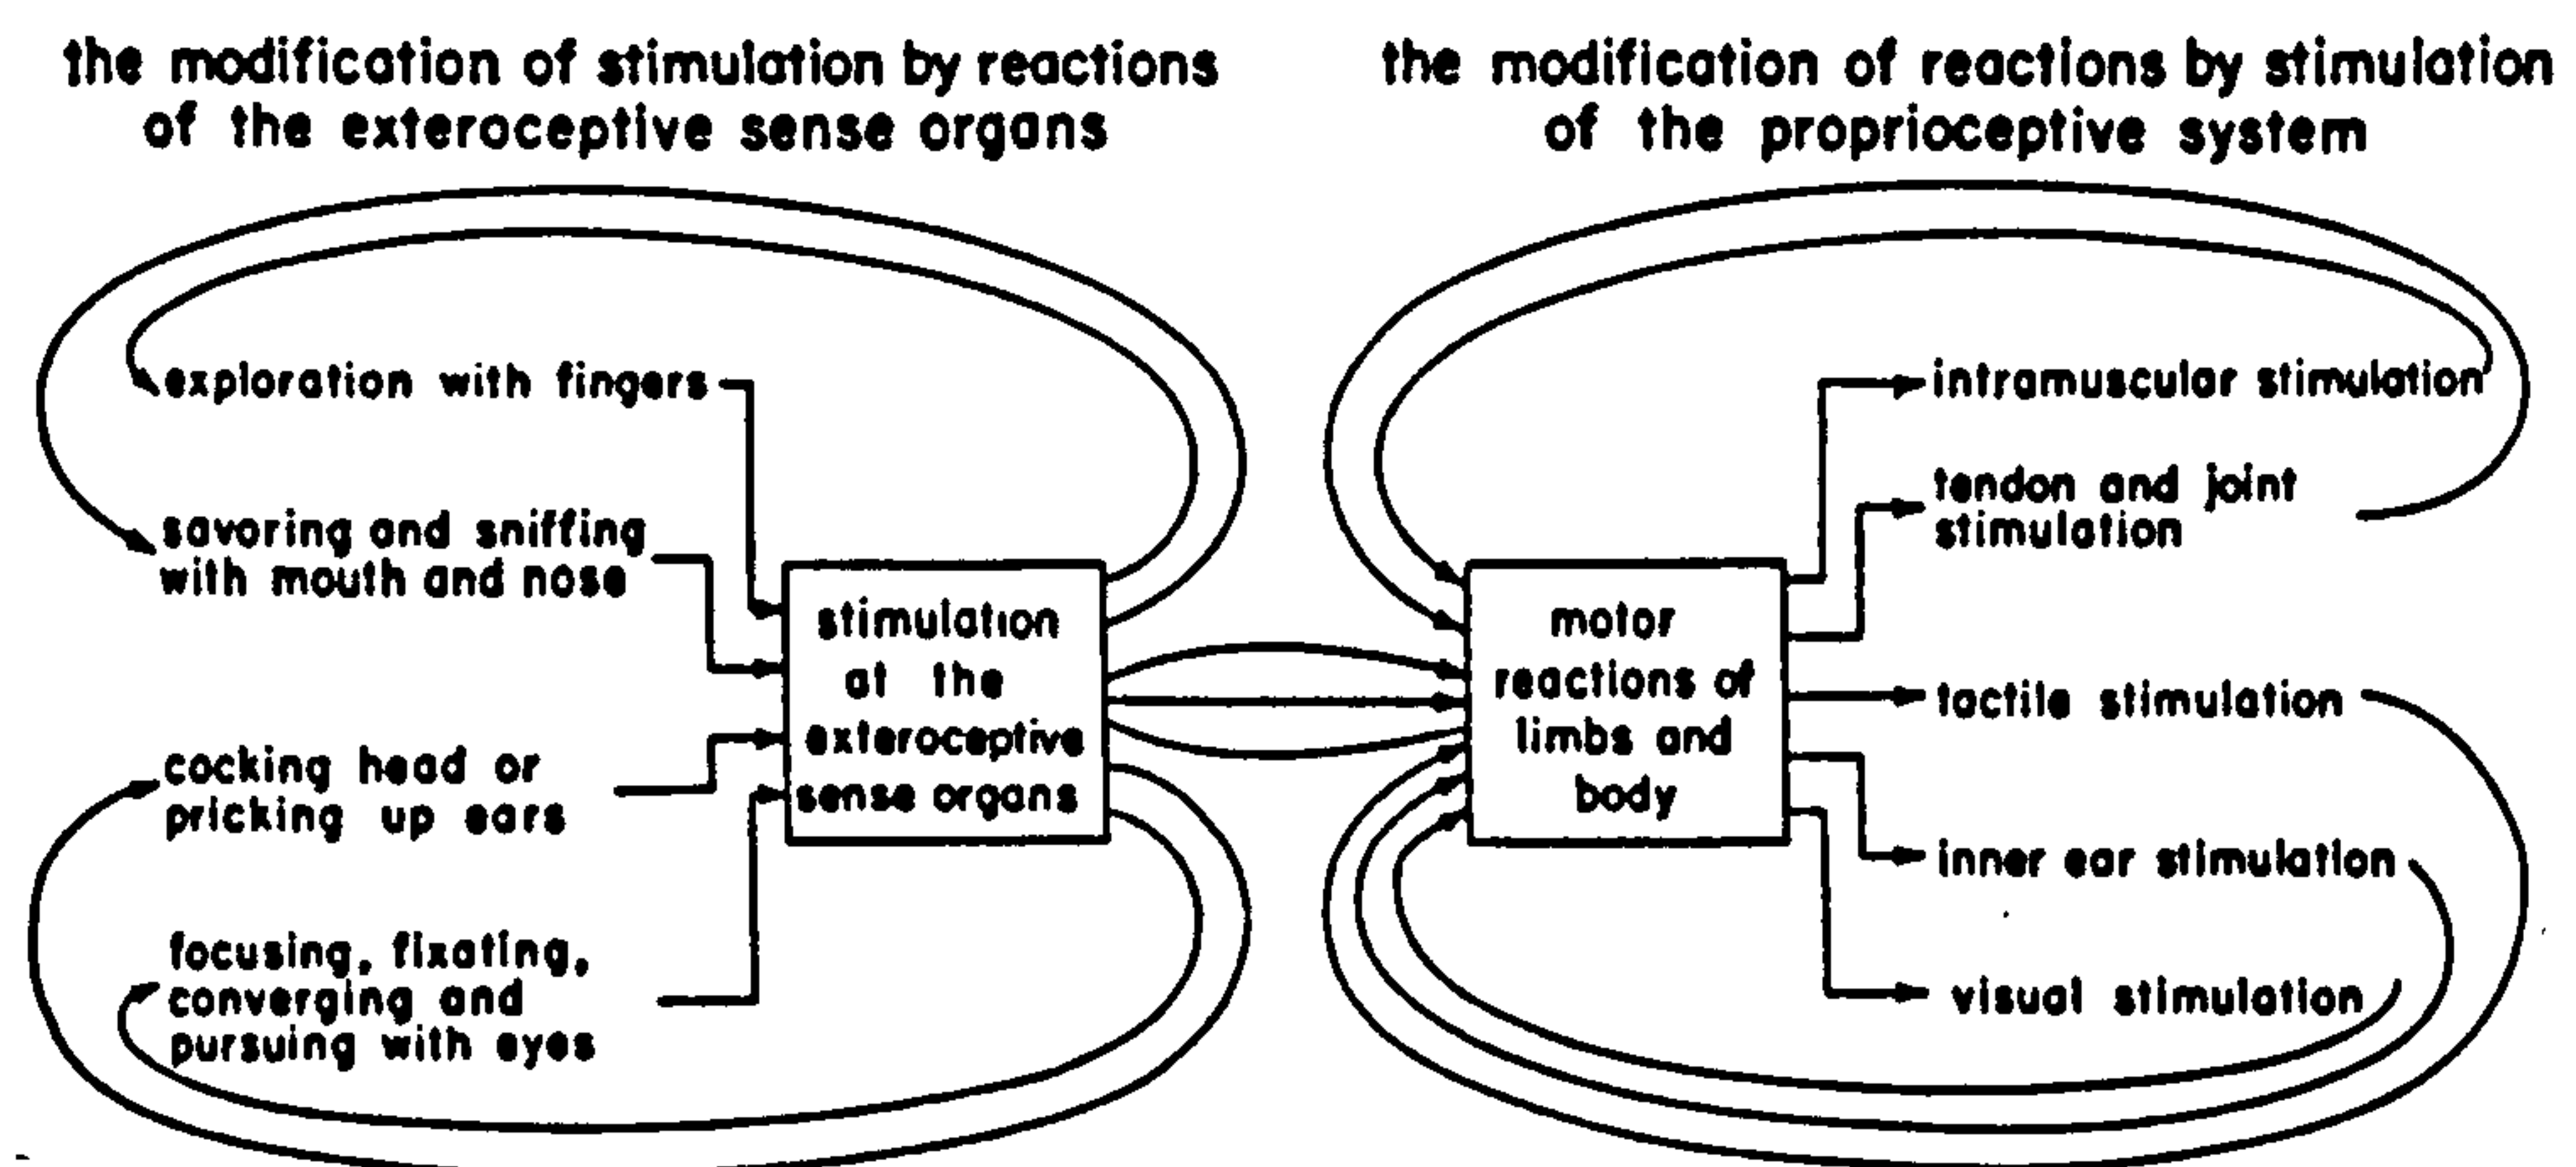 the modification of stimulation by reactions
of the exteroceptive sense organs
the modification of reactions by stimulation
of the proprioceptive system
exploration with fingers
savoring and sniffing
with mouth and nose
cocking head or
pricking up ears
focusing, fixating,
converging and
pursuing with eyes
stimulation
at the
exteroceptive
sense organs
motor
reactions of
limbs and
body
intramuscular stimulation
tendon and joint
stimulation
tactile stimulation
inner ear stimulation
visual stimulation